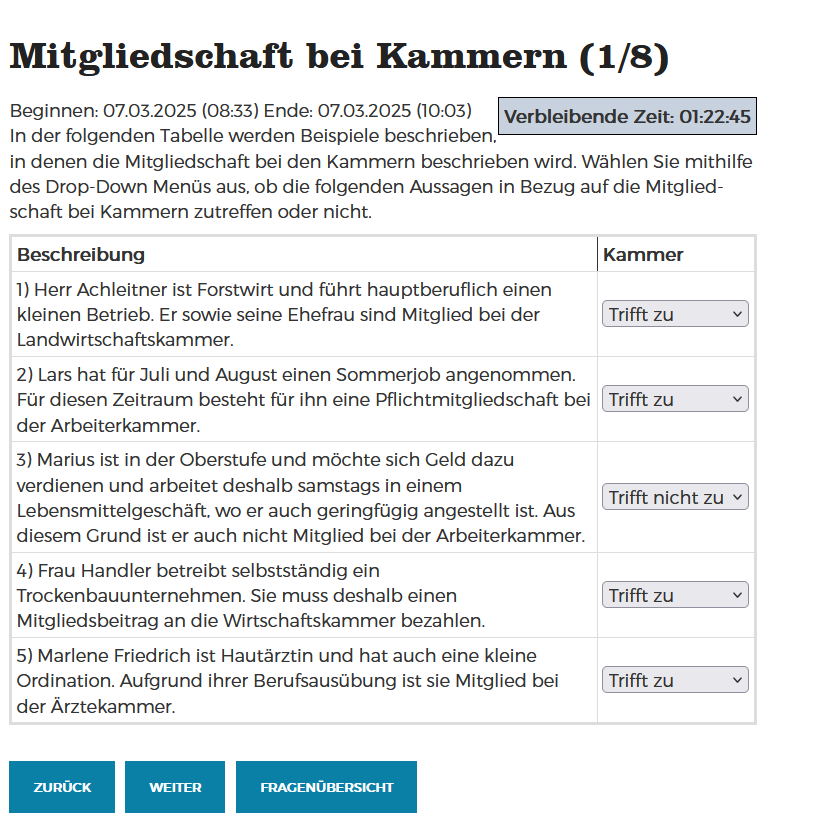 Mitgliedschaft bei Kammern (1/8)
Beginnen: 07.03.2025 (08:33) Ende: 07.03.2025 (10:03)
Verbleibende Zeit: 01:22:45
In der folgenden Tabelle werden Beispiele beschrieben,
in denen die Mitgliedschaft bei den Kammern beschrieben wird. Wählen Sie mithilfe
des Drop-Down Menüs aus, ob die folgenden Aussagen in Bezug auf die Mitglied-
schaft bei Kammern zutreffen oder nicht.
Beschreibung
Kammer
1) Herr Achleitner ist Forstwirt und führt hauptberuflich einen
kleinen Betrieb. Er sowie seine Ehefrau sind Mitglied bei der
Landwirtschaftskammer.
Trifft zu
2) Lars hat für Juli und August einen Sommerjob angenommen.
Für diesen Zeitraum besteht für ihn eine Pflichtmitgliedschaft bei
der Arbeiterkammer.
Trifft zu
3) Marius ist in der Oberstufe und möchte sich Geld dazu
verdienen und arbeitet deshalb samstags in einem
Lebensmittelgeschäft, wo er auch geringfügig angestellt ist. Aus
diesem Grund ist er auch nicht Mitglied bei der Arbeiterkammer.
Trifft nicht zu
4) Frau Handler betreibt selbstständig ein
Trockenbauunternehmen. Sie muss deshalb einen
Mitgliedsbeitrag an die Wirtschaftskammer bezahlen.
Trifft zu
5) Marlene Friedrich ist Hautärztin und hat auch eine kleine
Ordination. Aufgrund ihrer Berufsausübung ist sie Mitglied bei
der Ärztekammer.
Trifft zu
ZURÜCK
WEITER
FRAGENÜBERSICHT